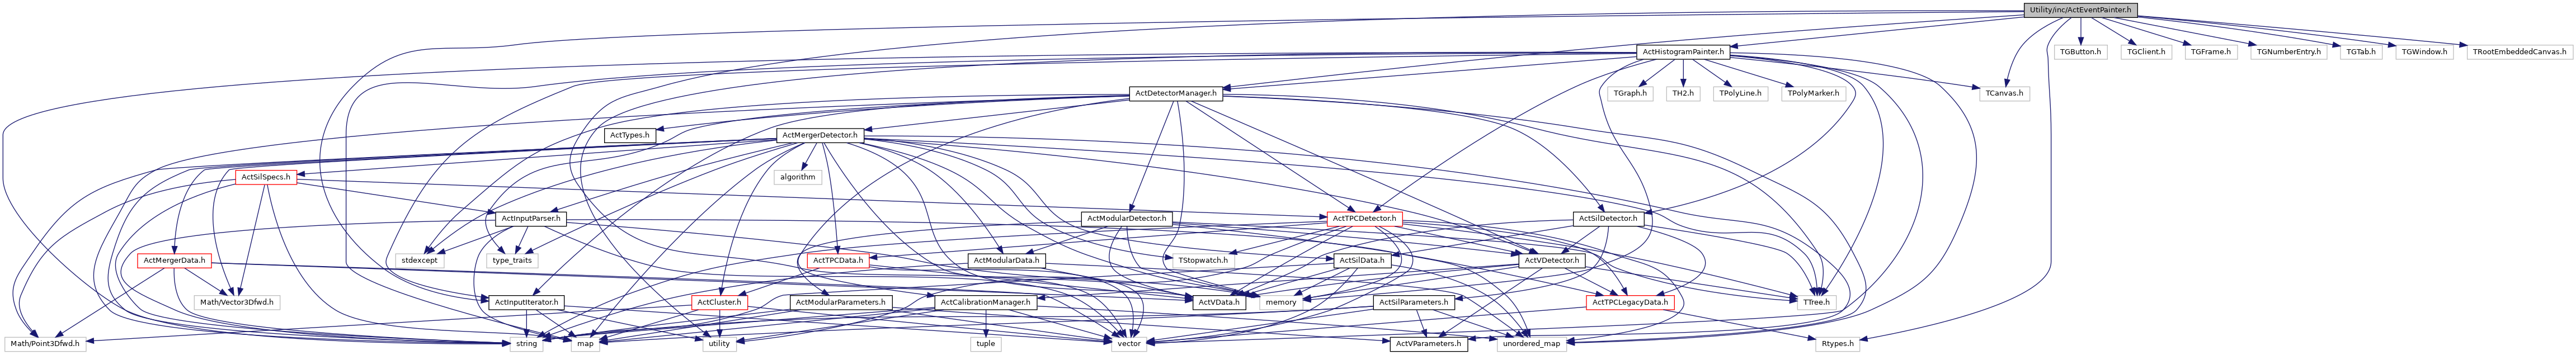 Utility/inc/ActEventPainter.h
ActHistogramPainter.h
TGButton.h
TGClient.h
TGFrame.h
TGNumberEntry.h
TGTab.h
TGWindow.h
TRootEmbeddedCanvas.h
ActDetectorManager.h
TGraph.h
TH2.h
TPolyLine.h
TPolyMarker.h
TCanvas.h
ActTypes.h
ActMergerDetector.h
ActSilSpecs.h
algorithm
ActInputParser.h
ActModularDetector.h
ActTPCDetector.h
ActSilDetector.h
ActMergerData.h
stdexcept
type_traits
ActTPCData.h
ActModularData.h
TStopwatch.h
ActSilData.h
ActVDetector.h
Math/Vector3Dfwd.h
ActInputIterator.h
ActCluster.h
ActModularParameters.h
ActCalibrationManager.h
ActVData.h
memory
ActSilParameters.h
ActTPCLegacyData.h
TTree.h
Math/Point3Dfwd.h
string
map
utility
tuple
vector
ActVParameters.h
unordered_map
Rtypes.h